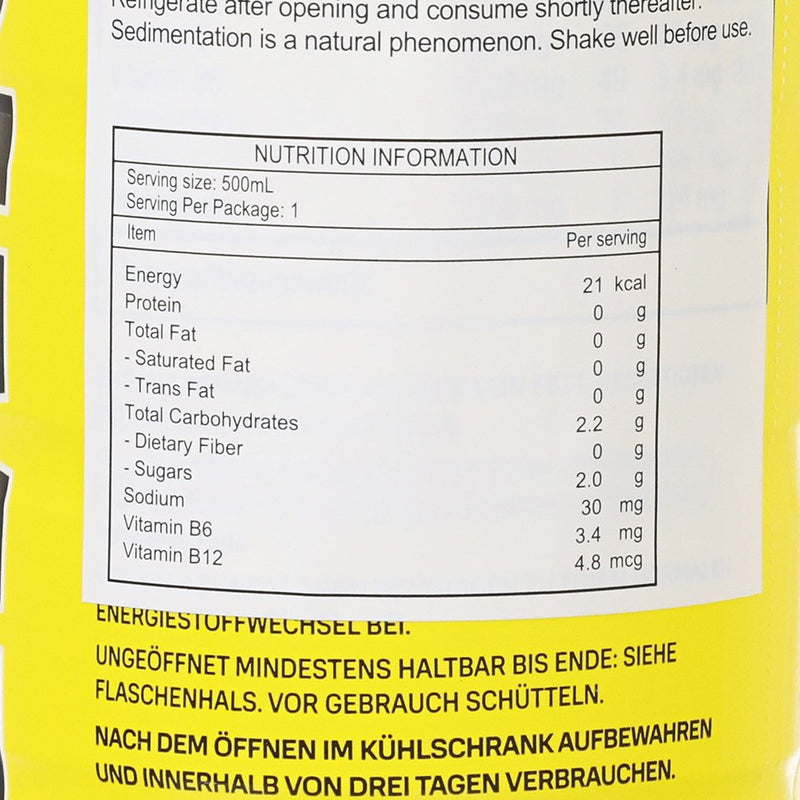 Refrigerate after opening and consume shortly thereafter.
Sedimentation is a natural phenomenon. Shake well before use.
NUTRITION INFORMATION
Serving size: 500mL
Serving Per Package: 1
Item Per serving
Energy 21 kcal
Protein 0 g
Total Fat 0 g
- Saturated Fat 0 g
- Trans Fat 0 g
Total Carbohydrates 2.2 g
- Dietary Fiber 0 g
- Sugars 2.0 g
Sodium 30 mg
Vitamin B6 3.4 mg
Vitamin B12 4.8 mcg
ENERGIESTOFFWECHSEL BEI.
UNGEÖFFNET MINDESTENS HALTBAR BIS ENDE: SIEHE
FLASCHENHALS. VOR GEBRAUCH SCHÜTTELN.
NACH DEM ÖFFNEN IM KÜHLSCHRANK AUFBEWAHREN
UND INNERHALB VON DREI TAGEN VERBRAUCHEN.